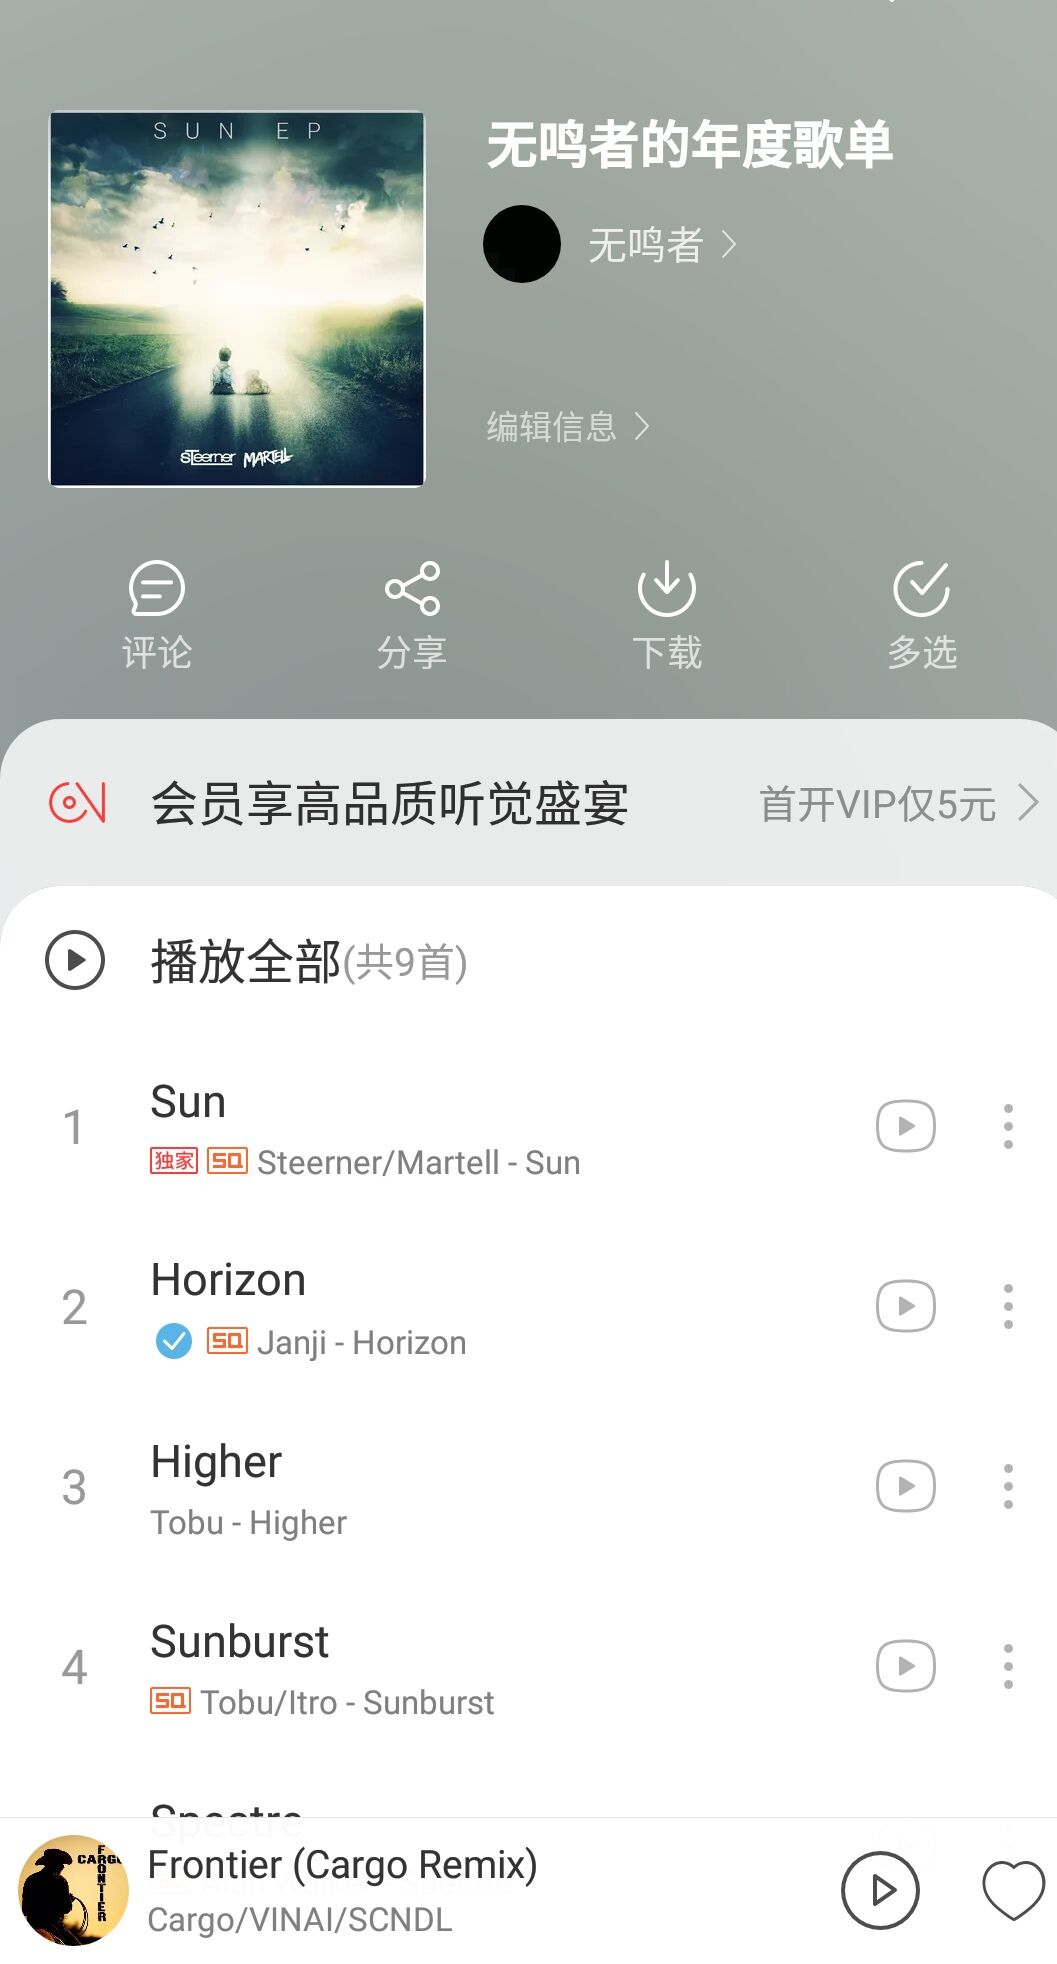 SUN EP
Steerner MARTELL
无鸣者的年度歌单
无鸣者
编辑信息
评论
分享
下载
多选
会员享高品质听觉盛宴
首开VIP仅5元
播放全部(共9首)
1
Sun
独家 SQ Steerner/Martell - Sun
2
Horizon
SQ Janji - Horizon
3
Higher
Tobu - Higher
4
Sunburst
SQ Tobu/Itro - Sunburst
Spectre
CARGO
FRONTIER
Frontier (Cargo Remix)
Cargo/VINAI/SCNDL